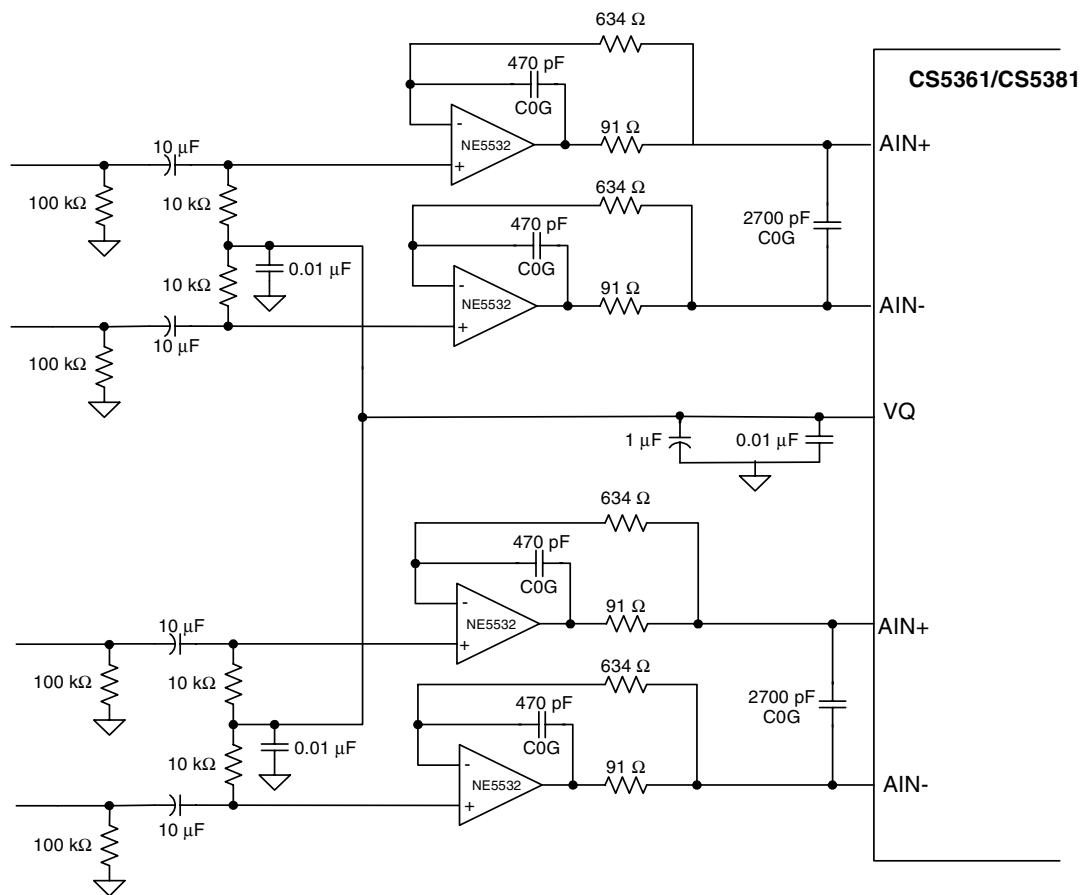 634 Ω
470 pF
C0G
CS5361/CS5381
-
NE5532
+
91 Ω
AIN+
10 µF
100 kΩ
10 kΩ
634 Ω
470 pF
C0G
2700 pF
C0G
0.01 µF
10 kΩ
-
NE5532
+
91 Ω
AIN-
10 µF
100 kΩ
VQ
1 µF
0.01 µF
634 Ω
470 pF
C0G
-
NE5532
+
91 Ω
AIN+
10 µF
100 kΩ
10 kΩ
634 Ω
470 pF
C0G
2700 pF
C0G
0.01 µF
10 kΩ
-
NE5532
+
91 Ω
AIN-
10 µF
100 kΩ